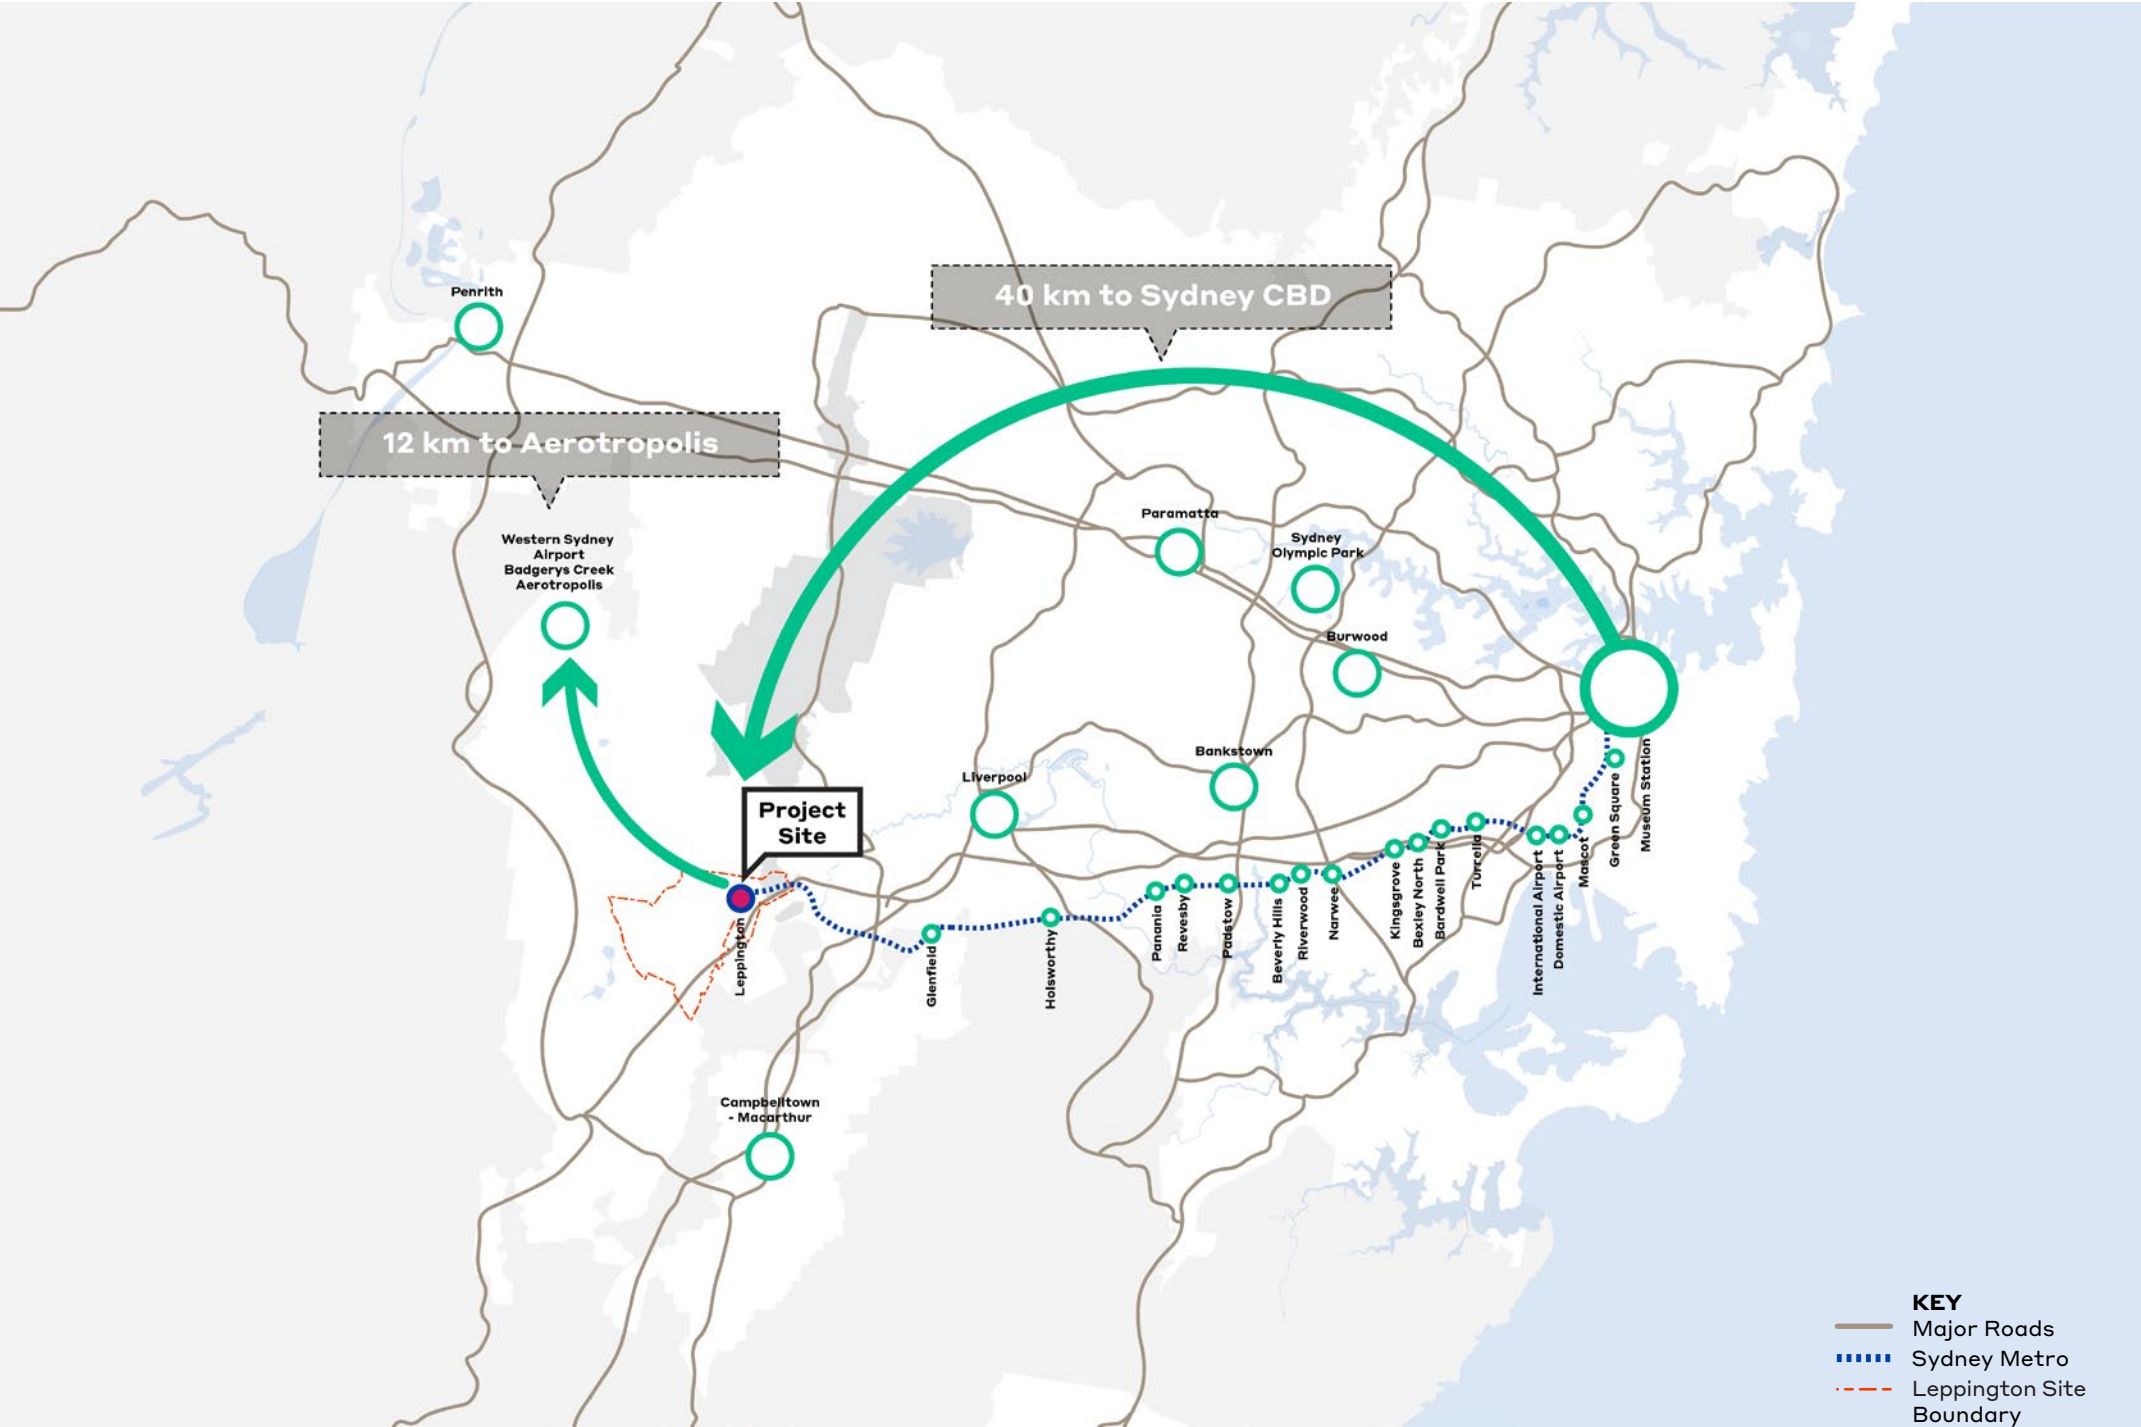 40 km to Sydney CBD
Penrith
12 km to Aerotropolis
Western Sydney
Airport
Badgerys Creek
Aerotropolis
Paramatta
Sydney
Olympic Park
Burwood
Bankstown
Liverpool
Project
Site
Leppington
Glenfield
Holsworthy
Panania
Revesby
Padstow
Beverly Hills
Riverwood
Narwee
Kingsgrove
Bexley North
Bardwell Park
Turrella
International Airport
Domestic Airport
Mascot
Green Square
Museum Station
Campbelltown
- Macarthur
KEY
Major Roads
Sydney Metro
Leppington Site
Boundary